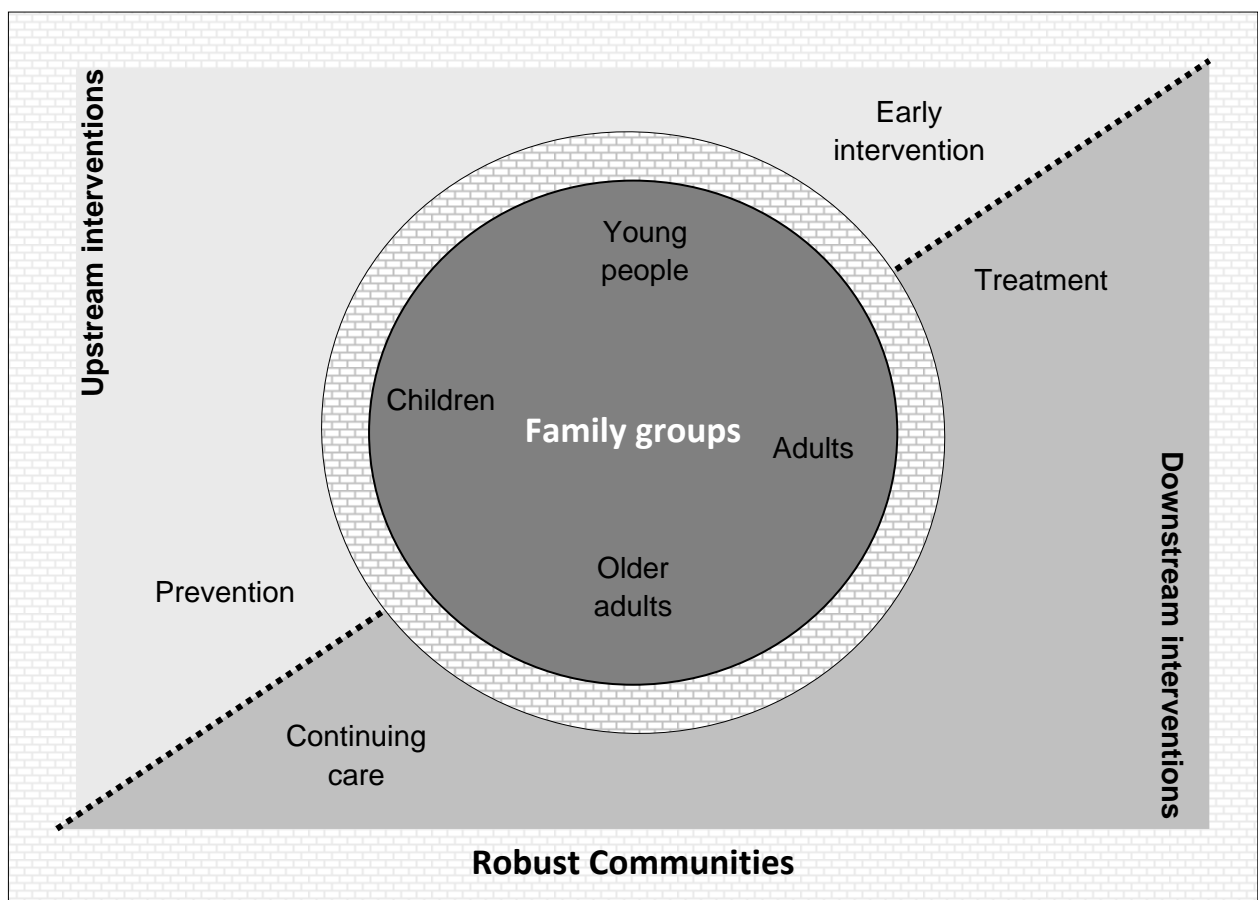 Upstream interventions
Early
intervention
Young
people
Treatment
Children
Family groups
Adults
Downstream interventions
Older
adults
Prevention
Continuing
care
Robust Communities